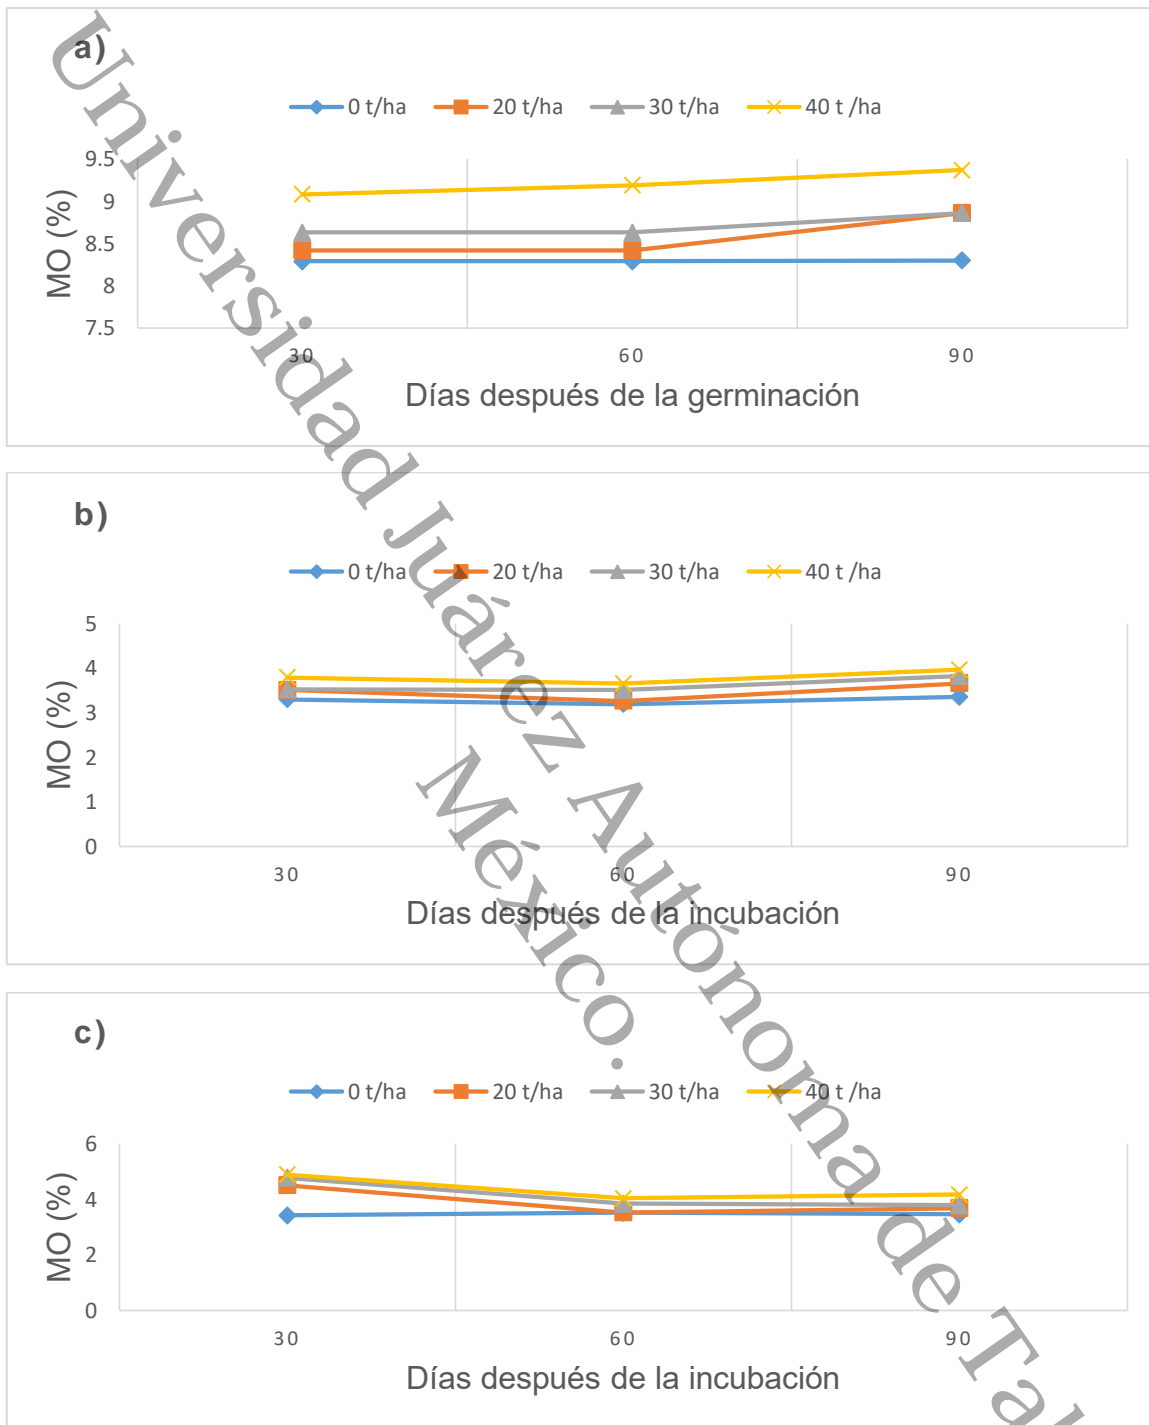 a)
0 t/ha 20 t/ha 30 t/ha 40 t /ha
MO (%)
9.5
9
8.5
8
7.5
30 60 90
Días después de la germinación
b)
0 t/ha 20 t/ha 30 t/ha 40 t /ha
MO (%)
5
4
3
2
1
0
30 60 90
Días después de la incubación
c)
0 t/ha 20 t/ha 30 t/ha 40 t /ha
MO (%)
6
4
2
0
30 60 90
Días después de la incubación
Universidad Juárez Autónoma de
México.